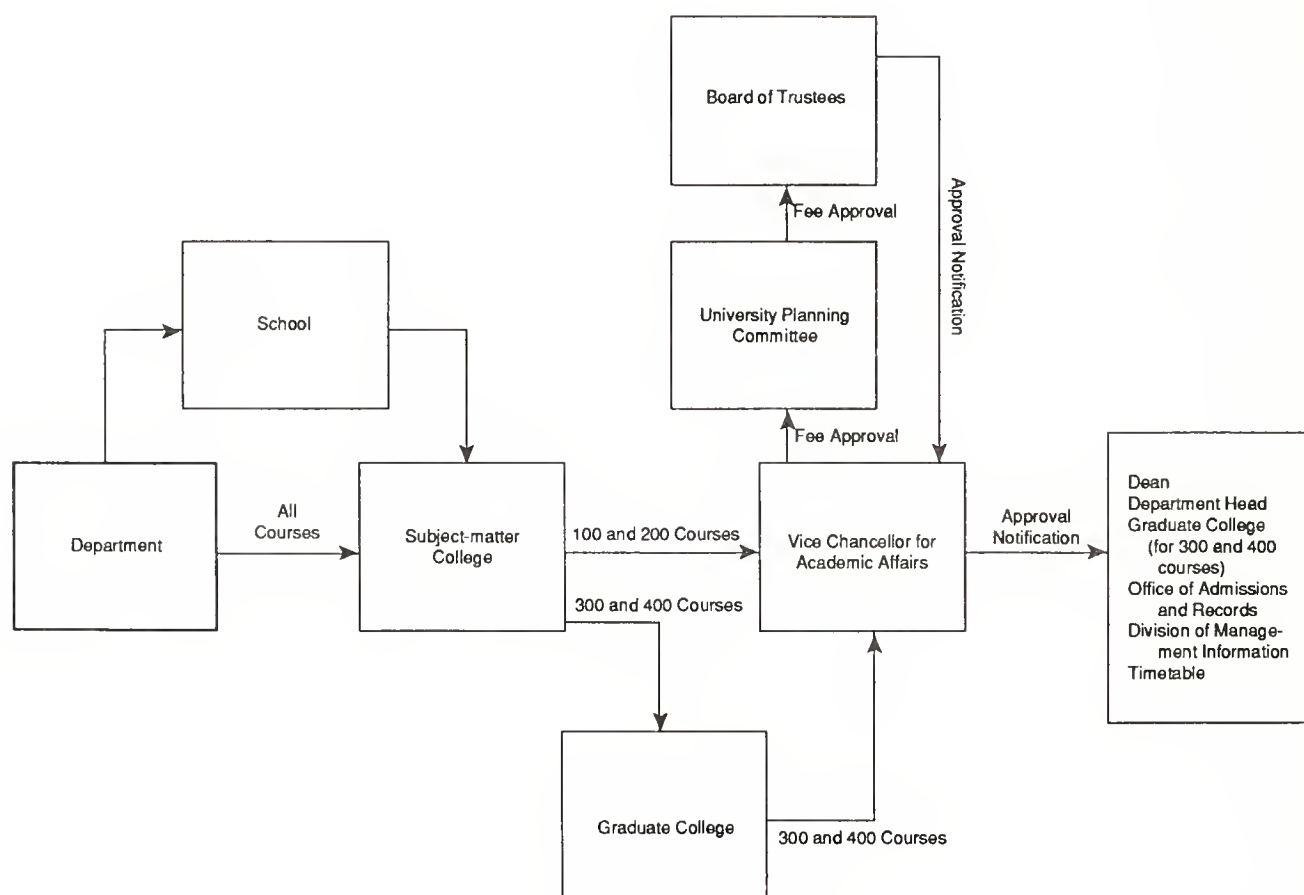 Board of Trustees
Approval Notification
Fee Approval
School
University Planning
Committee
Fee Approval
Department
All
Courses
Subject-matter
College
100 and 200 Courses
300 and 400 Courses
Vice Chancellor for
Academic Affairs
Approval
Notification
Dean
Department Head
Graduate College
(for 300 and 400
courses)
Office of Admissions
and Records
Division of Manage-
ment Information
Timetable
Graduate College
300 and 400 Courses